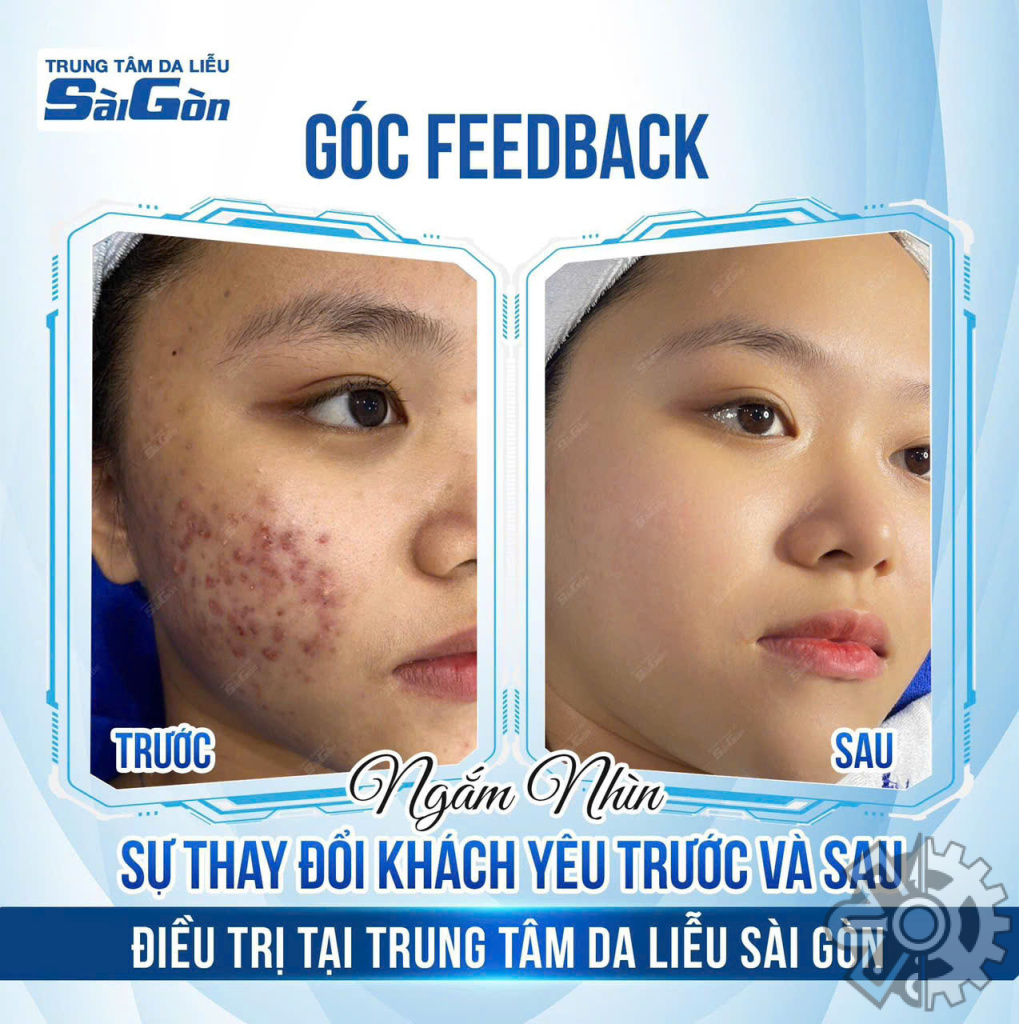 TRUNG TÂM DA LIỄU
SÀIGÒN
GÓC FEEDBACK
TRƯỚC
SAU
Ngắm Nhìn
SỰ THAY ĐỔI KHÁCH YÊU TRƯỚC VÀ SAU
ĐIỀU TRỊ TẠI TRUNG TÂM DA LIỄU SÀI GÒN